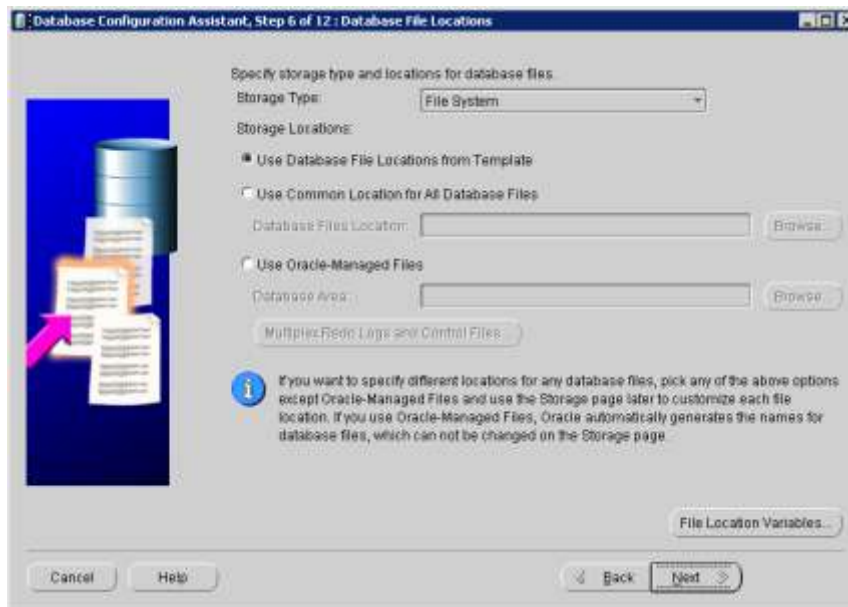 Database Configuration Assistant, Step 6 of 12 : Database File Locations
Specify storage type and locations for database files.
Storage Type:
File System
Storage Locations:
Use Database File Locations from Template
Use Common Location for All Database Files
Database Files Location:
Browse...
Use Oracle-Managed Files
Database Area:
Browse...
Multiplex Redo Logs and Control Files...
If you want to specify different locations for any database files, pick any of the above options
except Oracle-Managed Files and use the Storage page later to customize each file
location. If you use Oracle-Managed Files, Oracle automatically generates the names for
database files, which can not be changed on the Storage page.
File Location Variables...
Cancel
Help
Back
Next